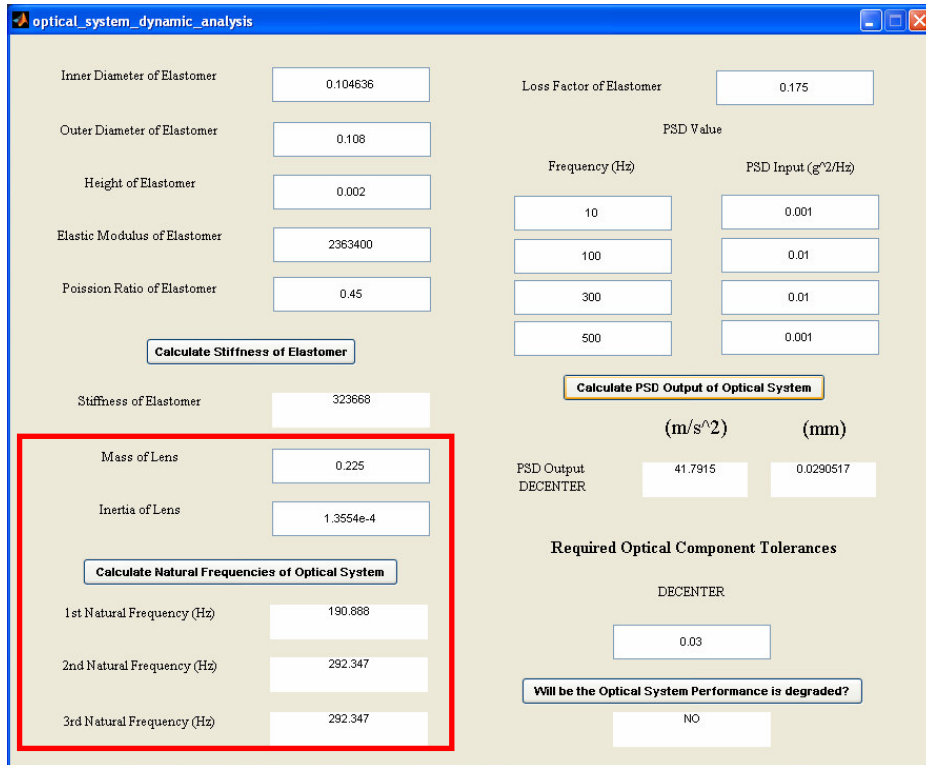 optical_system_dynamic_analysis
Inner Diameter of Elastomer
0.104636
Outer Diameter of Elastomer
0.108
Height of Elastomer
0.002
Elastic Modulus of Elastomer
2363400
Poission Ratio of Elastomer
0.45
Calculate Stiffness of Elastomer
Stiffness of Elastomer
323668
Mass of Lens
0.225
Inertia of Lens
1.3554e-4
Calculate Natural Frequencies of Optical System
1st Natural Frequency (Hz)
190.888
2nd Natural Frequency (Hz)
292.347
3rd Natural Frequency (Hz)
292.347
Loss Factor of Elastomer
0.175
PSD Value
Frequency (Hz)
PSD Input (g^2/Hz)
10
0.001
100
0.01
300
0.01
500
0.001
Calculate PSD Output of Optical System
(m/s^2)
(mm)
PSD Output
DECENTER
41.7915
0.0290517
Required Optical Component Tolerances
DECENTER
0.03
Will be the Optical System Performance is degraded?
NO